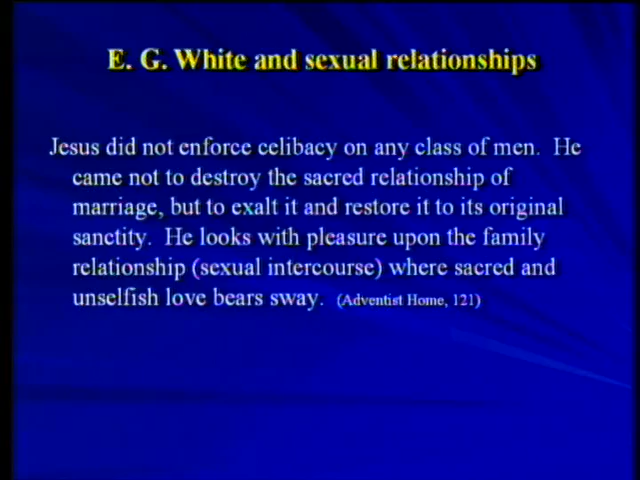 E. G. White and sexual relationships
Jesus did not enforce celibacy on any class of men. He
came not to destroy the sacred relationship of
marriage, but to exalt it and restore it to its original
sanctity. He looks with pleasure upon the family
relationship (sexual intercourse) where sacred and
unselfish love bears sway. (Adventist Home, 121)